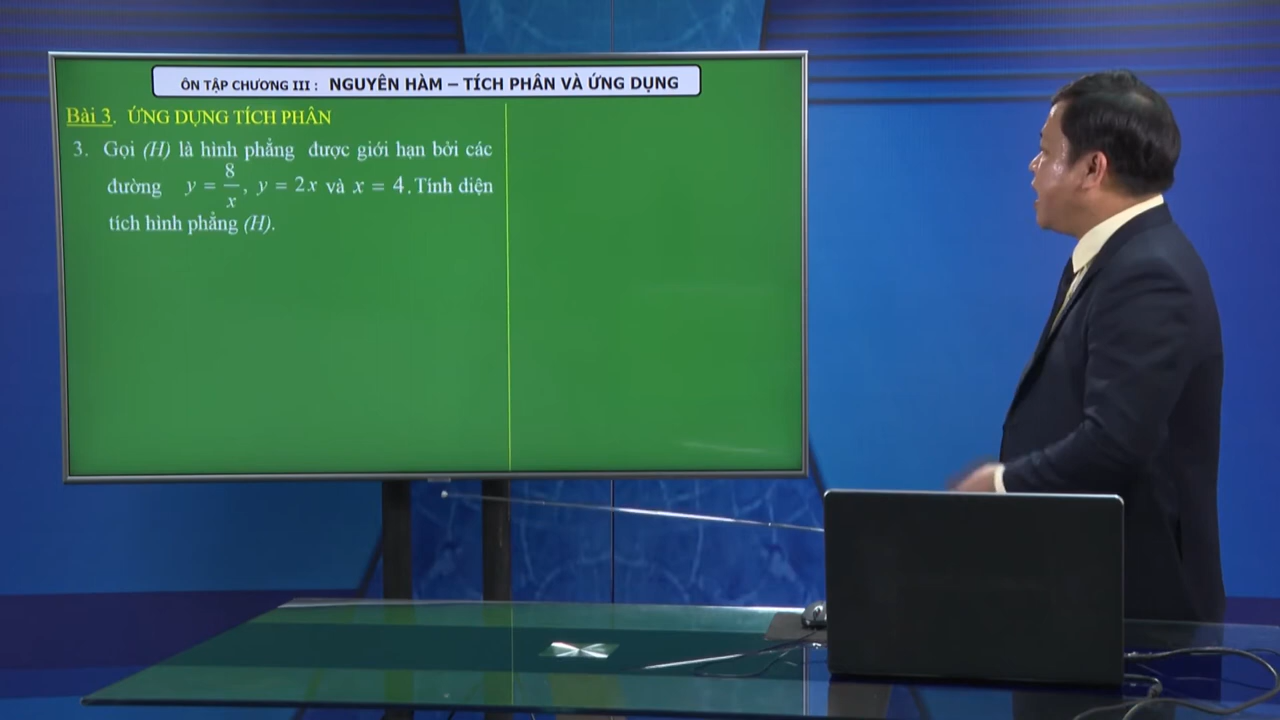 ÔN TẬP CHƯƠNG III : NGUYÊN HÀM – TÍCH PHÂN VÀ ỨNG DỤNG
Bài 3. ỨNG DỤNG TÍCH PHÂN
3. Gọi (H) là hình phẳng được giới hạn bởi các
đường y = 8/x, y = 2x và x = 4. Tính diện
tích hình phẳng (H).